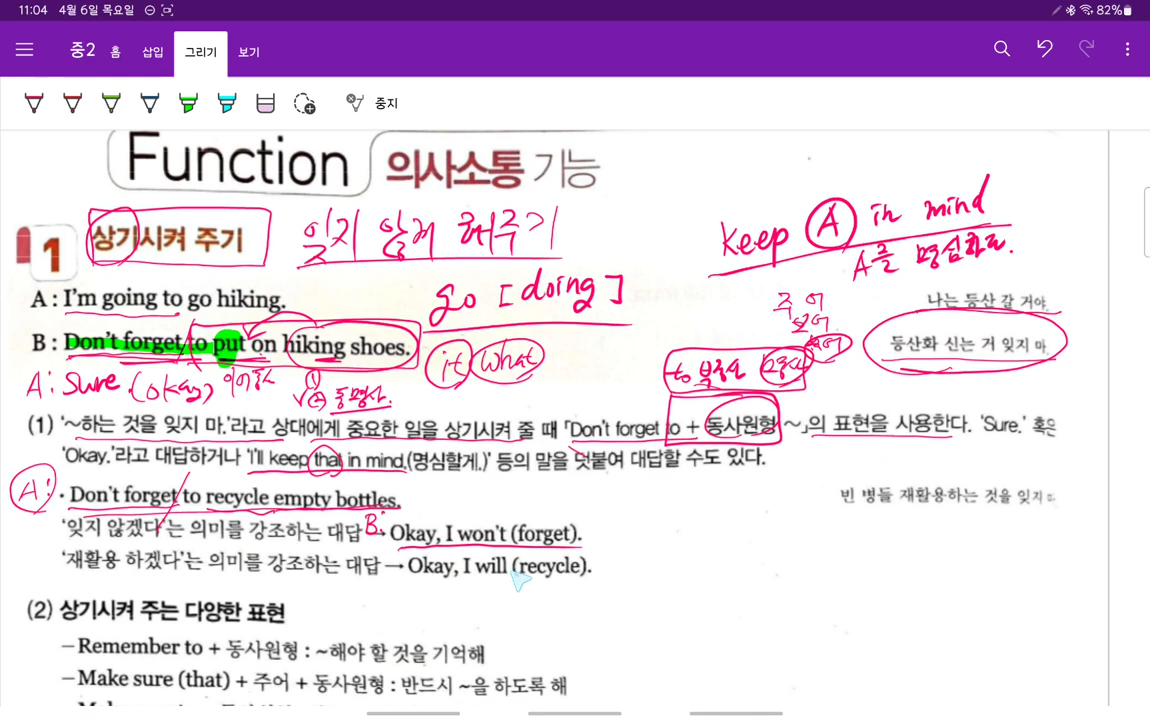 11:04 4월 6일 목요일 82%
중2 홈 삽입 그리기 보기
중지
Function 의사소통 기능
1 상기시켜 주기 잊지 않게 해주기
Keep A in mind
A를 명심하다.
A : I'm going to go hiking. go [doing] 나는 등산 갈 거야.
주어
B : Don't forget to put on hiking shoes. it what 등산화 신는 거 잊지 마.
A: Sure. (okay) ① ② 동명사 to 부정사
(1) '~하는 것을 잊지 마.'라고 상대에게 중요한 일을 상기시켜 줄 때 「Don't forget to + 동사원형 ~」의 표현을 사용한다. 'Sure.' 혹은
'Okay.'라고 대답하거나 'I'll keep that in mind.(명심할게.)' 등의 말을 덧붙여 대답할 수도 있다.
A: · Don't forget to recycle empty bottles. 빈 병들 재활용하는 것을 잊지
'잊지 않겠다'는 의미를 강조하는 대답 B: → Okay, I won't (forget).
'재활용 하겠다'는 의미를 강조하는 대답 → Okay, I will (recycle).
(2) 상기시켜 주는 다양한 표현
– Remember to + 동사원형 : ~해야 할 것을 기억해
– Make sure (that) + 주어 + 동사원형 : 반드시 ~을 하도록 해